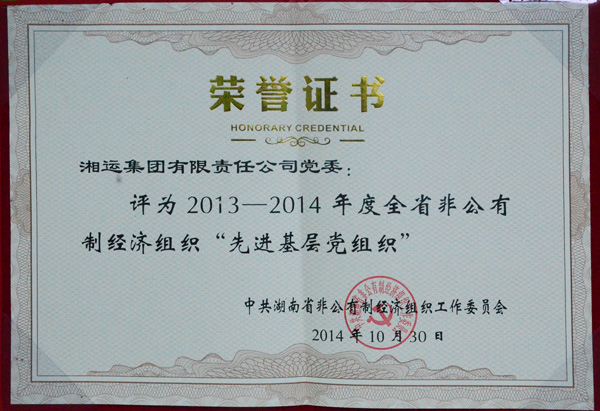 荣誉证书
HONORARY CREDENTIAL
湘运集团有限责任公司党委：
评为2013—2014年度全省非公有
制经济组织“先进基层党组织”
中共湖南省非公有制经济组织工作委员会
2014年10月30日